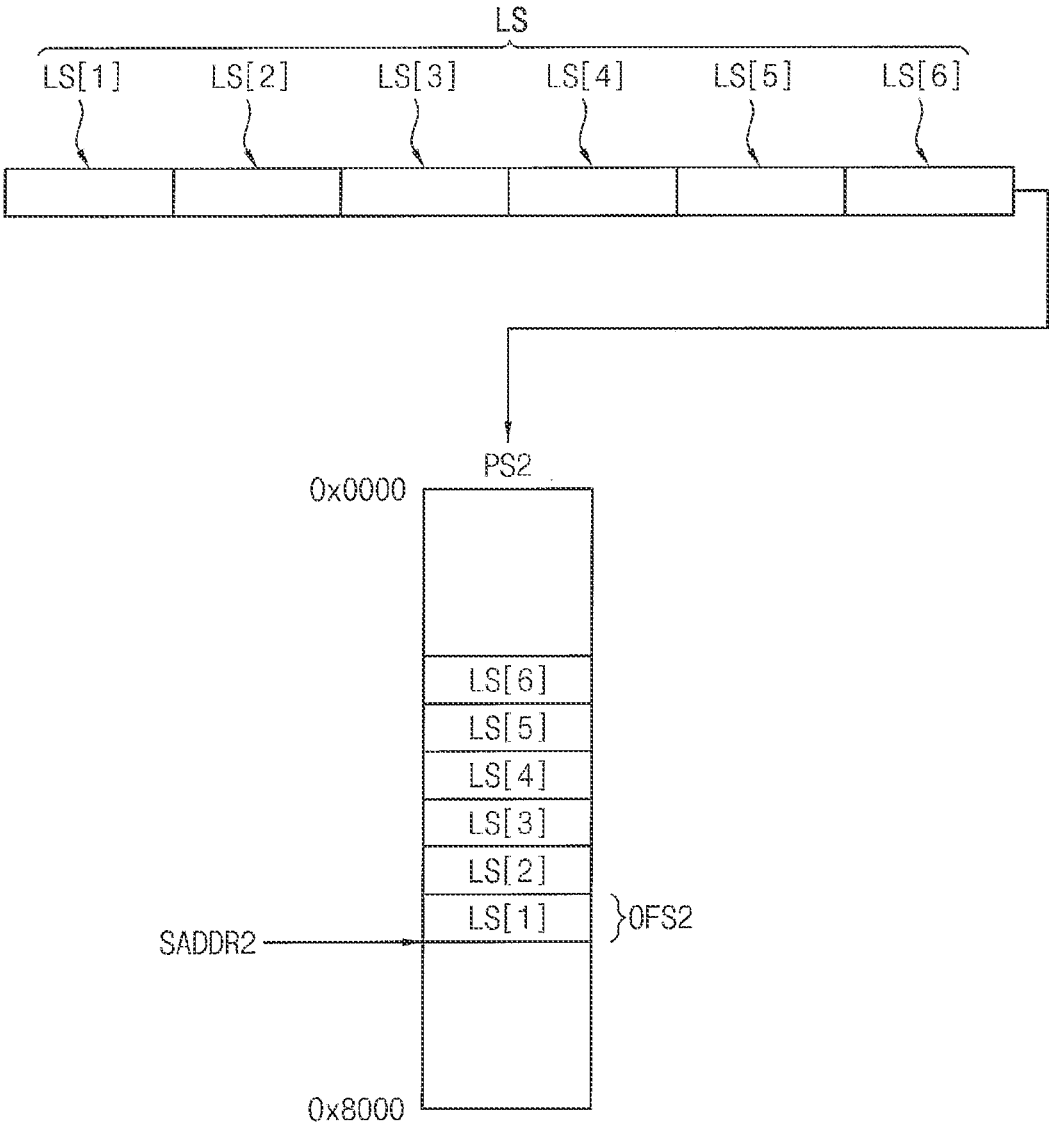 LS
LS[1] LS[2] LS[3] LS[4] LS[5] LS[6]
PS2
0x0000
LS[6]
LS[5]
LS[4]
LS[3]
LS[2]
LS[1] OFS2
SADDR2
0x8000